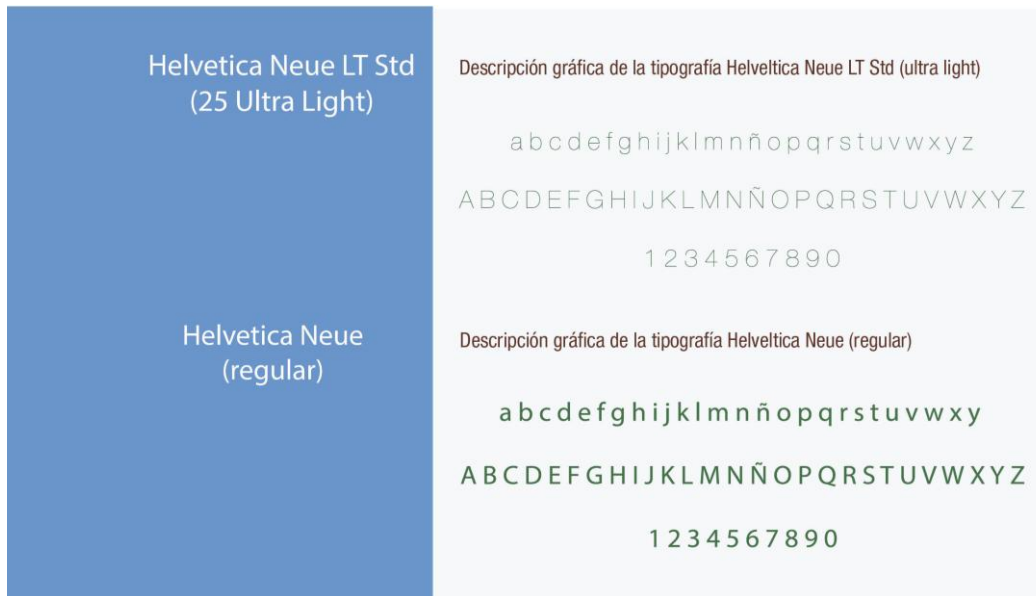 Helvetica Neue LT Std
(25 Ultra Light)
Descripción gráfica de la tipografía Helveltica Neue LT Std (ultra light)
a b c d e f g h i j k l m n ñ o p q r s t u v w x y z
A B C D E F G H I J K L M N Ñ O P Q R S T U V W X Y Z
1 2 3 4 5 6 7 8 9 0
Helvetica Neue
(regular)
Descripción gráfica de la tipografía Helveltica Neue (regular)
a b c d e f g h i j k l m n ñ o p q r s t u v w x y
A B C D E F G H I J K L M N Ñ O P Q R S T U V W X Y Z
1 2 3 4 5 6 7 8 9 0